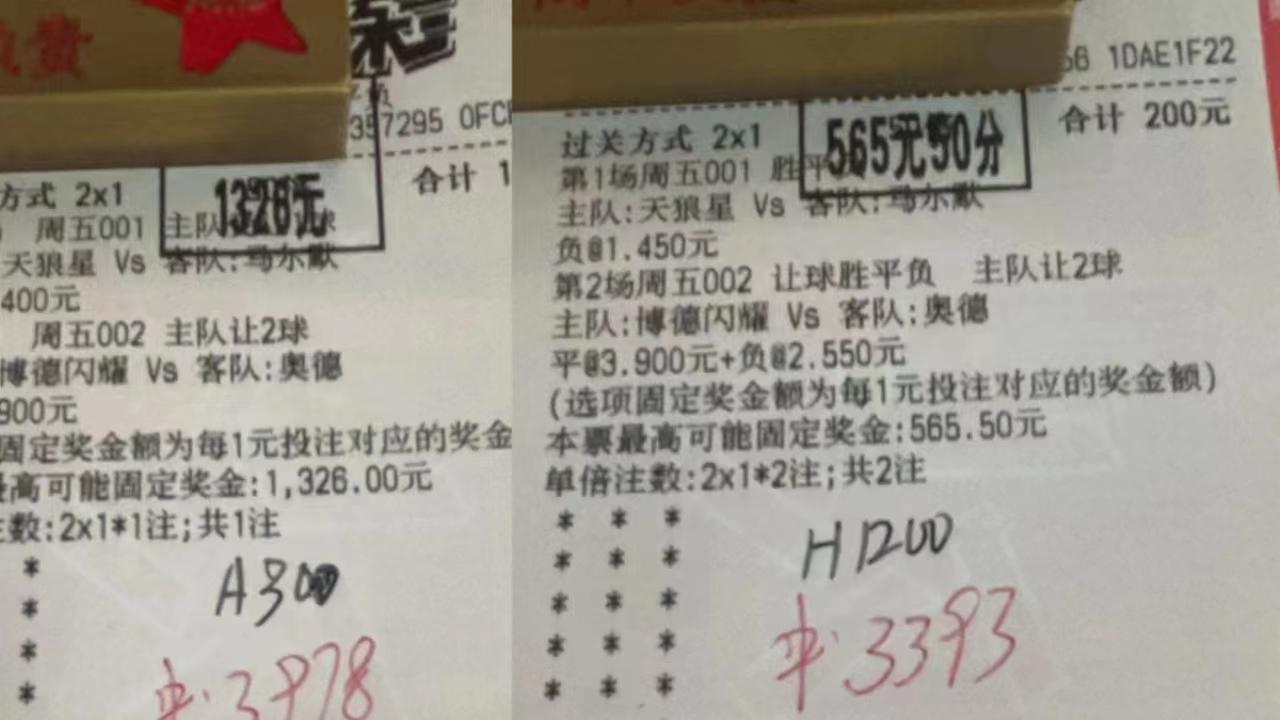 357295 0FCF
方式 2x1
合计 1
1326元
周五001 主队
天狼星 Vs 客队:马尔默
400元
周五002 主队让2球
博德闪耀 Vs 客队:奥德
900元
固定奖金额为每1元投注对应的奖金
最高可能固定奖金:1,326.00元
注数:2x1*1注;共1注
*
*
*
*
A300
中:3978
1DAE1F22
过关方式 2x1
565元50分
合计 200元
第1场周五001 胜平
主队:天狼星 Vs 客队:马尔默
负@1.450元
第2场周五002 让球胜平负 主队让2球
主队:博德闪耀 Vs 客队:奥德
平@3.900元+负@2.550元
(选项固定奖金额为每1元投注对应的奖金额)
本票最高可能固定奖金:565.50元
单倍注数:2x1*2注;共2注
* * *
* * *
* * *
* * *
* * *
H1200
中:3393